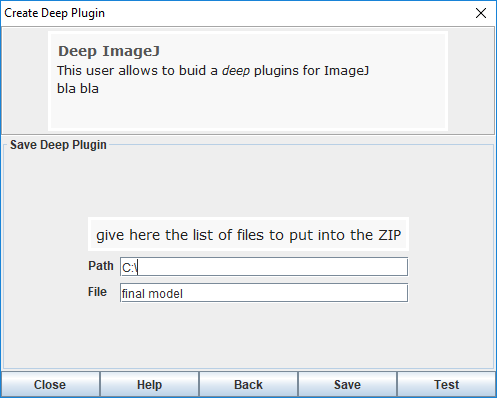 Create Deep Plugin
Deep ImageJ
This user allows to buid a deep plugins for ImageJ
bla bla
Save Deep Plugin
give here the list of files to put into the ZIP
Path C:\
File final model
Close Help Back Save Test